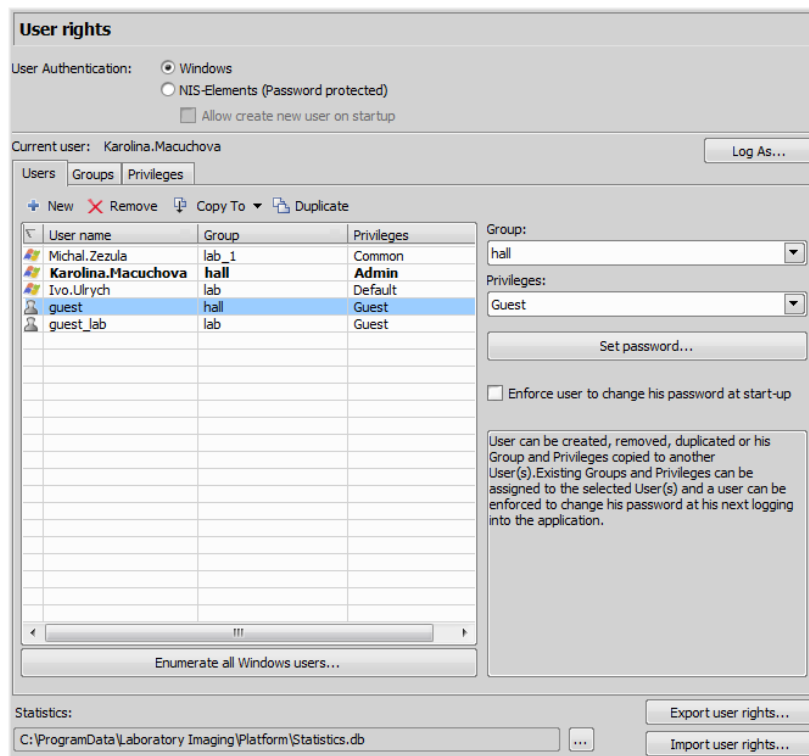 User rights
User Authentication:
Windows
NIS-Elements (Password protected)
Allow create new user on startup
Current user: Karolina.Macuchova
Log As...
Users Groups Privileges
New Remove Copy To Duplicate
User name Group Privileges
Michal.Zezula lab_1 Common
Karolina.Macuchova hall Admin
Ivo.Ulrych lab Default
guest hall Guest
guest_lab lab Guest
Enumerate all Windows users...
Group:
hall
Privileges:
Guest
Set password...
Enforce user to change his password at start-up
User can be created, removed, duplicated or his
Group and Privileges copied to another
User(s).Existing Groups and Privileges can be
assigned to the selected User(s) and a user can be
enforced to change his password at his next logging
into the application.
Statistics:
C:\ProgramData\Laboratory Imaging\Platform\Statistics.db
...
Export user rights...
Import user rights...